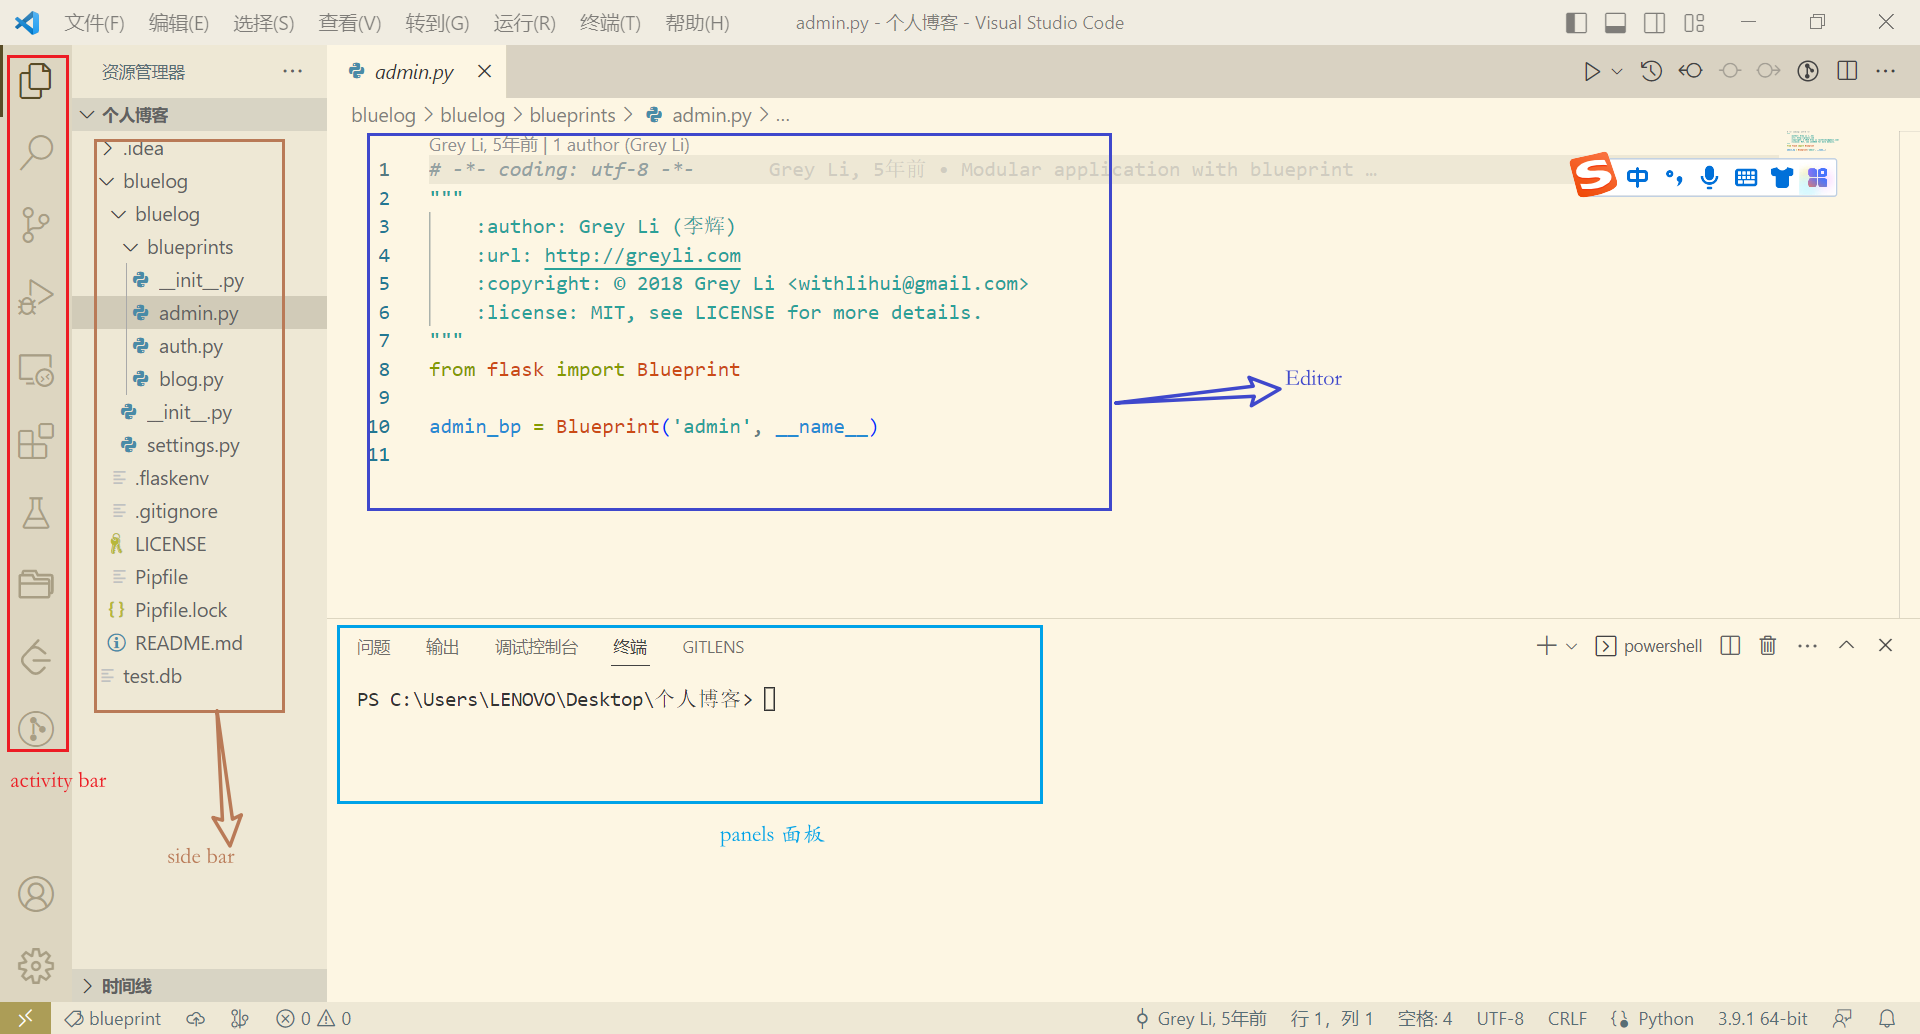 文件(F) 编辑(E) 选择(S) 查看(V) 转到(G) 运行(R) 终端(T) 帮助(H) admin.py - 个人博客 - Visual Studio Code
资源管理器 ···
admin.py
个人博客
bluelog > bluelog > blueprints > admin.py > ...
.idea
bluelog
bluelog
blueprints
__init__.py
admin.py
auth.py
blog.py
__init__.py
settings.py
.flaskenv
.gitignore
LICENSE
Pipfile
Pipfile.lock
README.md
test.db
时间线
activity bar
side bar
Grey Li, 5年前 | 1 author (Grey Li)
1 # -*- coding: utf-8 -*- Grey Li, 5年前 • Modular application with blueprint …
2 """
3 :author: Grey Li (李辉)
4 :url: http://greyli.com
5 :copyright: © 2018 Grey Li <withlihui@gmail.com>
6 :license: MIT, see LICENSE for more details.
7 """
8 from flask import Blueprint
9
10 admin_bp = Blueprint('admin', __name__)
11
Editor
S 中
问题 输出 调试控制台 终端 GITLENS powershell
PS C:\Users\LENOVO\Desktop\个人博客>
panels 面板
blueprint 0 0 Grey Li, 5年前 行 1, 列 1 空格: 4 UTF-8 CRLF Python 3.9.1 64-bit